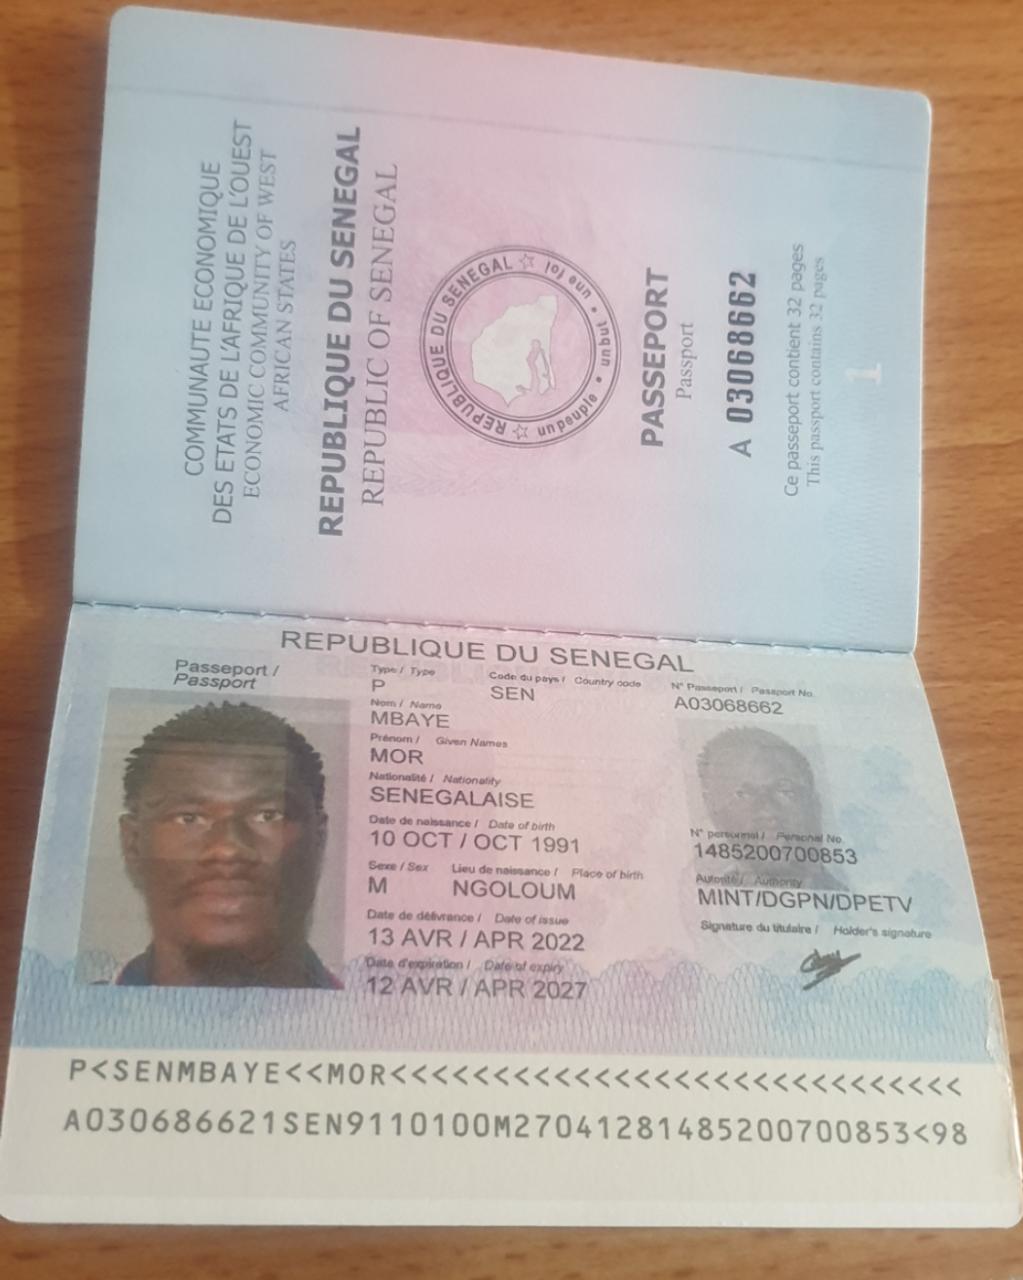 COMMUNAUTE ECONOMIQUE
DES ETATS DE L'AFRIQUE DE L'OUEST
ECONOMIC COMMUNITY OF WEST
AFRICAN STATES
REPUBLIQUE DU SENEGAL
REPUBLIC OF SENEGAL
REPUBLIQUE DU SENEGAL
un peuple • un but • une foi
PASSEPORT
Passport
A 03068662
Ce passeport contient 32 pages
This passport contains 32 pages
1
REPUBLIQUE DU SENEGAL
Passeport /
Passport
Type / Type
Code du pays / Country code
N° Passeport / Passport No.
P
SEN
A03068662
Nom / Name
MBAYE
Prénom / Given Names
MOR
Nationalité / Nationality
SENEGALAISE
Date de naissance / Date of birth
N° personnel / Personal No.
10 OCT / OCT 1991
1485200700853
Sexe / Sex
Lieu de naissance / Place of birth
Autorité / Authority
M
NGOLOUM
MINT/DGPN/DPETV
Date de délivrance / Date of issue
Signature du titulaire / Holder's signature
13 AVR / APR 2022
Date d'expiration / Date of expiry
12 AVR / APR 2027
P<SENMBAYE<<MOR<<<<<<<<<<<<<<<<<<<<<<<<<<<<<
A030686621SEN9110100M27041281485200700853<98